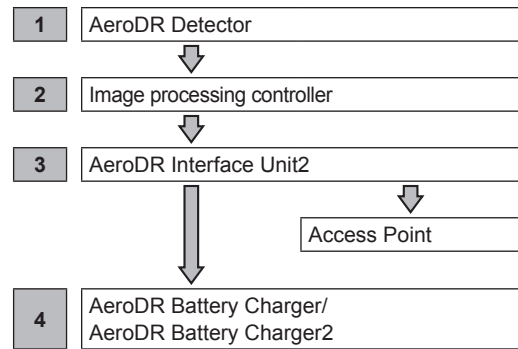 1
AeroDR Detector
2
Image processing controller
3
AeroDR Interface Unit2
Access Point
4
AeroDR Battery Charger/
AeroDR Battery Charger2